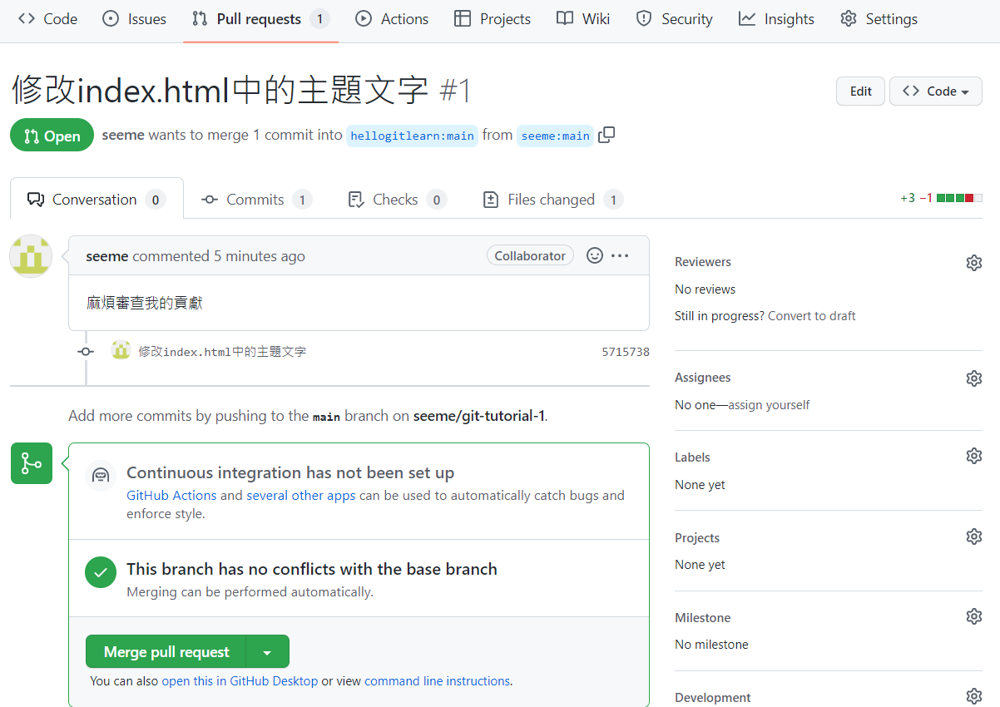 Code Issues Pull requests 1 Actions Projects Wiki Security Insights Settings
修改index.html中的主題文字 #1
Edit Code
Open seeme wants to merge 1 commit into hellogitlearn:main from seeme:main
Conversation 0 Commits 1 Checks 0 Files changed 1 +3 −1
seeme commented 5 minutes ago Collaborator
麻煩審查我的貢獻
修改index.html中的主題文字 5715738
Add more commits by pushing to the main branch on seeme/git-tutorial-1.
Continuous integration has not been set up
GitHub Actions and several other apps can be used to automatically catch bugs and
enforce style.
This branch has no conflicts with the base branch
Merging can be performed automatically.
Merge pull request
You can also open this in GitHub Desktop or view command line instructions.
Reviewers
No reviews
Still in progress? Convert to draft
Assignees
No one—assign yourself
Labels
None yet
Projects
None yet
Milestone
No milestone
Development